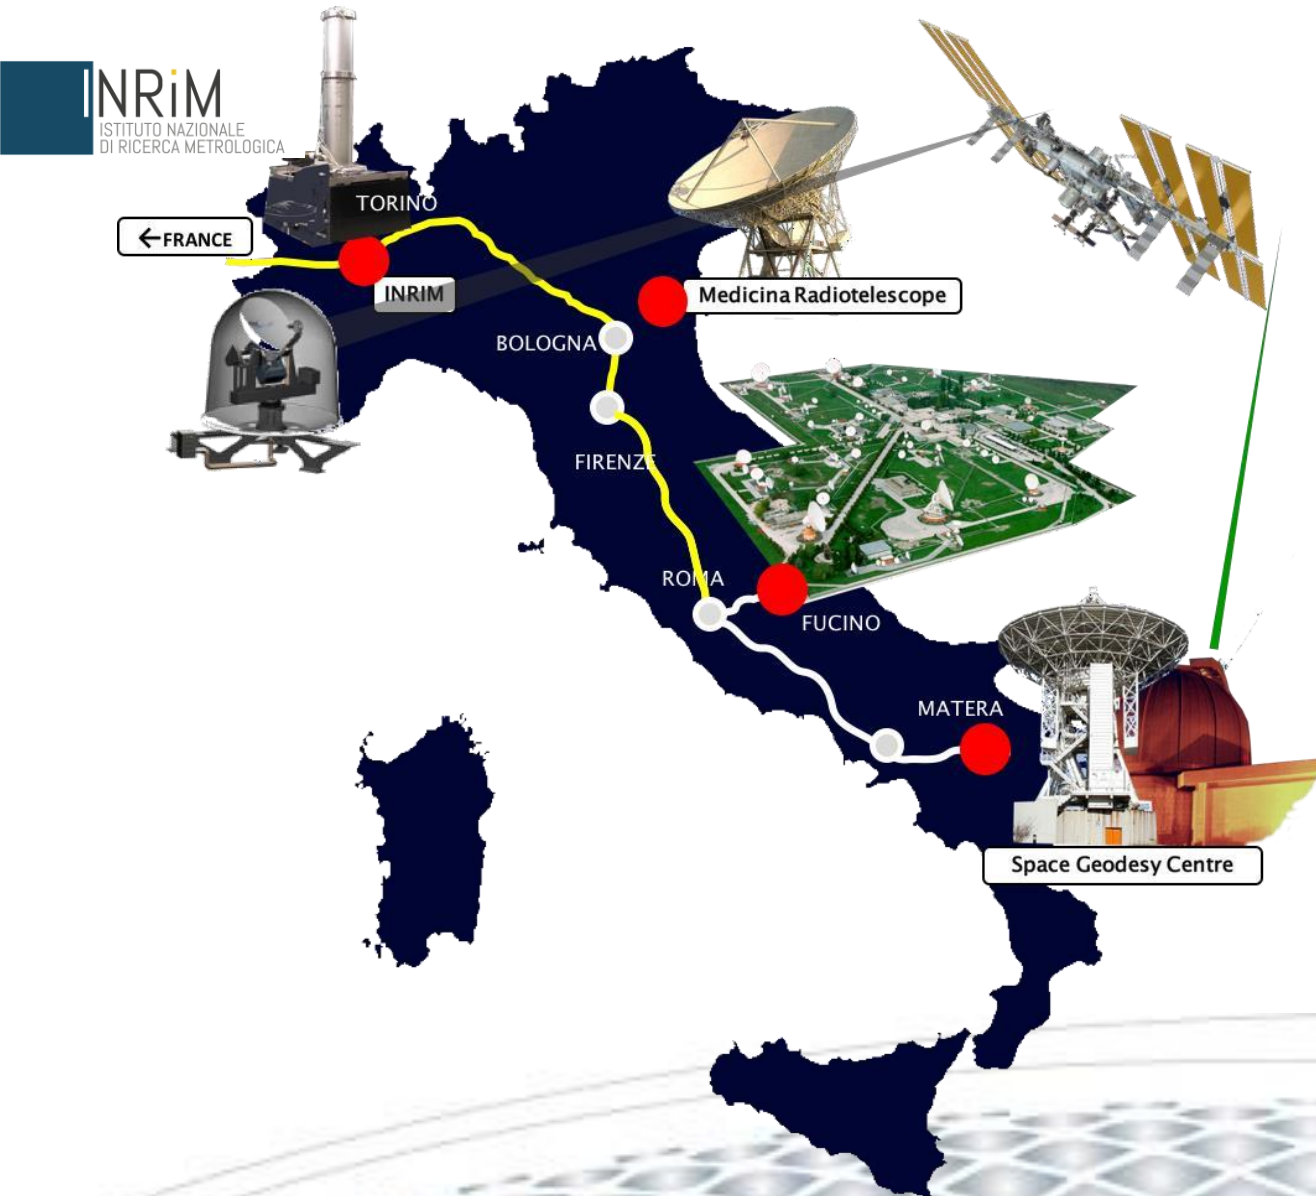 INRiM
ISTITUTO NAZIONALE
DI RICERCA METROLOGICA
TORINO
←FRANCE
INRIM
Medicina Radiotelescope
BOLOGNA
FIRENZE
ROMA
FUCINO
MATERA
Space Geodesy Centre